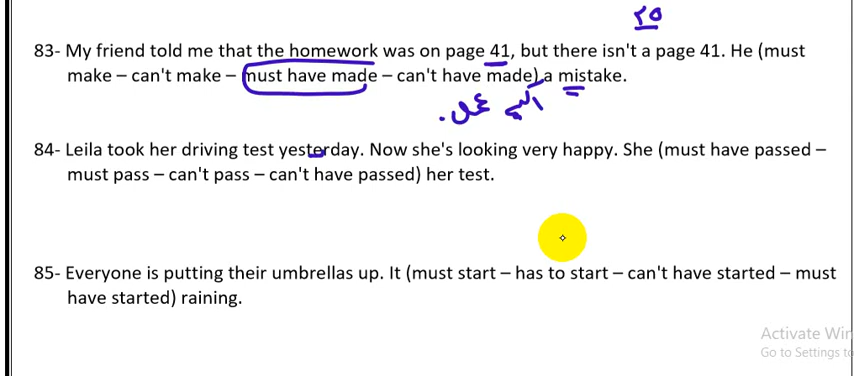 ٢٥
83- My friend told me that the homework was on page 41, but there isn't a page 41. He (must
make – can't make – must have made – can't have made) a mistake.
84- Leila took her driving test yesterday. Now she's looking very happy. She (must have passed –
must pass – can't pass – can't have passed) her test.
85- Everyone is putting their umbrellas up. It (must start – has to start – can't have started – must
have started) raining.
Activate Win
Go to Settings to